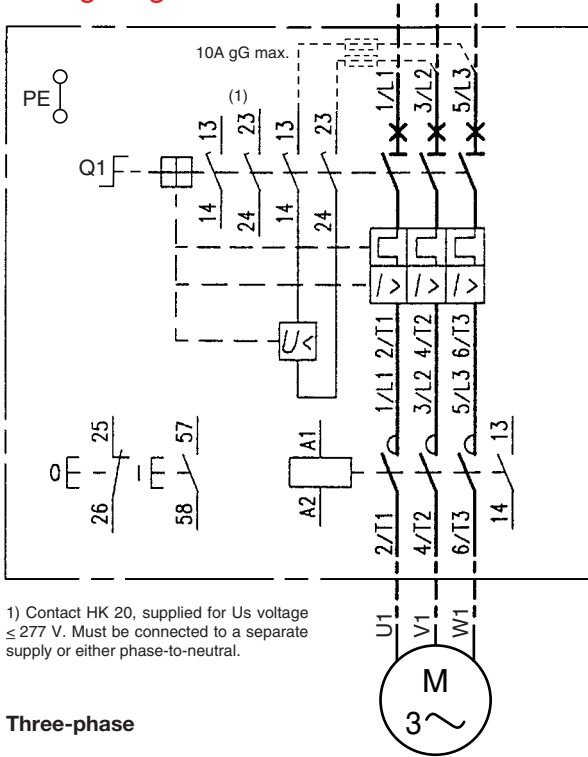 10A gG max.
1/L1 3/L2 5/L3
PE
(1)
13 23 13 23
Q1
14 24 14 24
I> I> I>
U<
2/T1 4/T2 6/T3
1/L1 3/L2 5/L3
0 25 I 57 A1 13
26 58 A2 14
2/T1 4/T2 6/T3
U1 V1 W1
M
3~
1) Contact HK 20, supplied for Us voltage
≤ 277 V. Must be connected to a separate
supply or either phase-to-neutral.
Three-phase